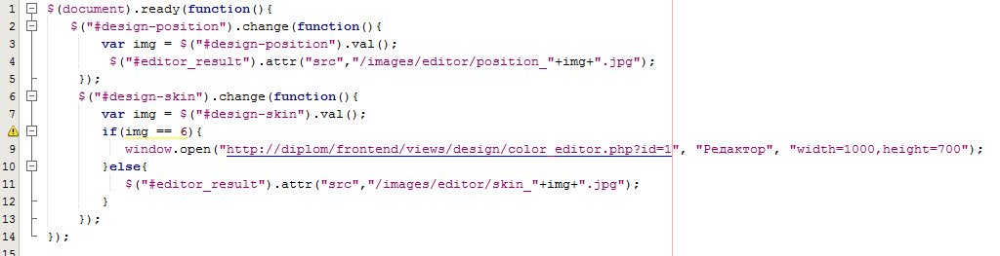 1 $(document).ready(function(){
2 $("#design-position").change(function(){
3 var img = $("#design-position").val();
4 $("#editor_result").attr("src","/images/editor/position_"+img+".jpg");
5 });
6 $("#design-skin").change(function(){
7 var img = $("#design-skin").val();
if(img == 6){
9 window.open("http://diplom/frontend/views/design/color_editor.php?id=1", "Редактор", "width=1000,height=700");
10 }else{
11 $("#editor_result").attr("src","/images/editor/skin_"+img+".jpg");
12 }
13 });
14 });
15